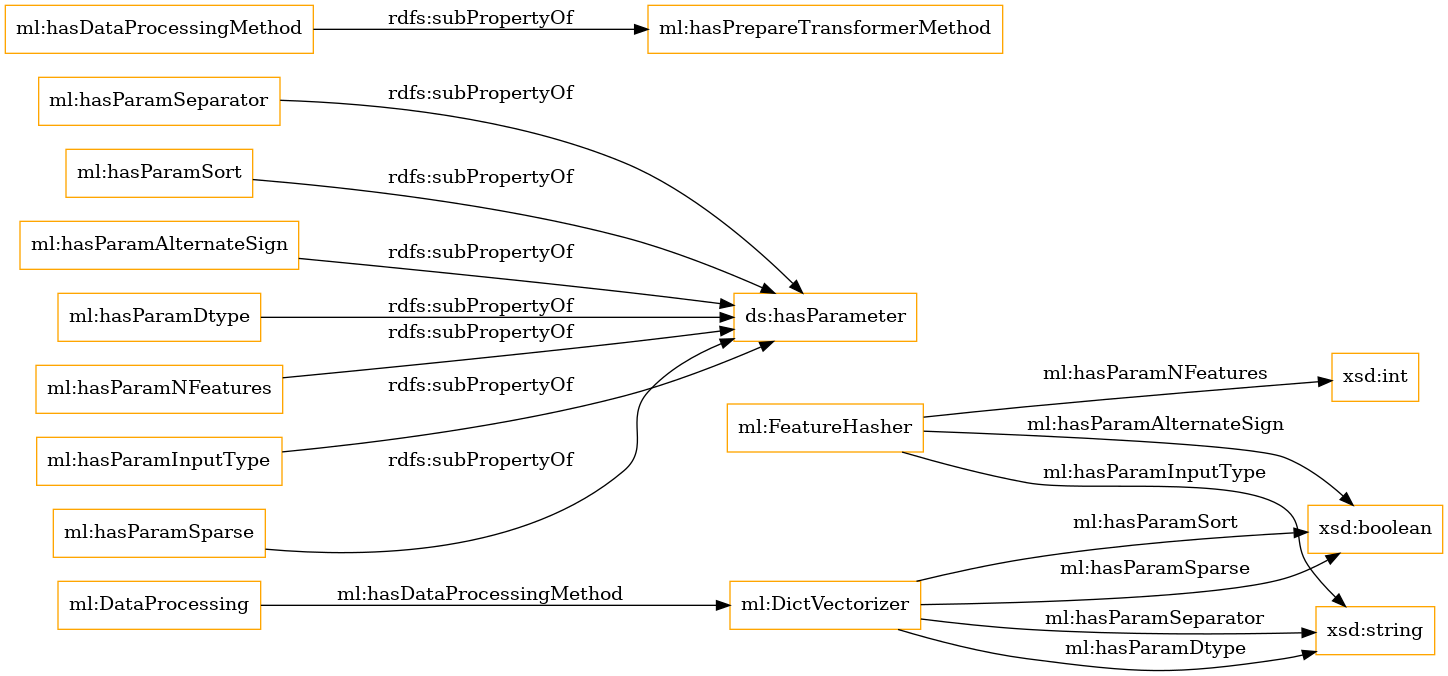 ml:hasDataProcessingMethod
rdfs:subPropertyOf
ml:hasPrepareTransformerMethod
ml:hasParamSeparator
rdfs:subPropertyOf
ml:hasParamSort
rdfs:subPropertyOf
ml:hasParamAlternateSign
rdfs:subPropertyOf
ml:hasParamDtype
rdfs:subPropertyOf
ds:hasParameter
rdfs:subPropertyOf
ml:hasParamNFeatures
rdfs:subPropertyOf
ml:hasParamInputType
rdfs:subPropertyOf
ml:hasParamSparse
ml:FeatureHasher
ml:hasParamNFeatures
xsd:int
ml:hasParamAlternateSign
ml:hasParamInputType
xsd:boolean
ml:hasParamSort
ml:hasParamSparse
ml:DataProcessing
ml:hasDataProcessingMethod
ml:DictVectorizer
ml:hasParamSeparator
xsd:string
ml:hasParamDtype